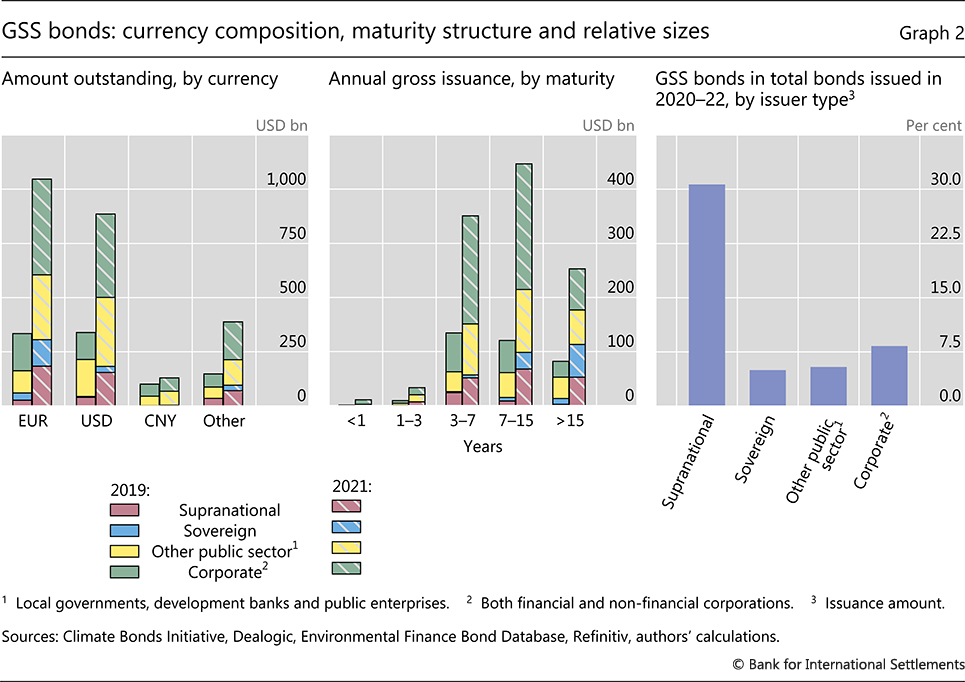 GSS bonds: currency composition, maturity structure and relative sizes
Graph 2
Amount outstanding, by currency
USD bn
1,000
750
500
250
0
EUR USD CNY Other
Annual gross issuance, by maturity
USD bn
400
300
200
100
0
<1 1–3 3–7 7–15 >15
Years
GSS bonds in total bonds issued in
2020–22, by issuer type³
Per cent
30.0
22.5
15.0
7.5
0.0
Supranational
Sovereign
Other public
sector¹
Corporate²
2019: 2021:
Supranational
Sovereign
Other public sector¹
Corporate²
¹ Local governments, development banks and public enterprises. ² Both financial and non-financial corporations. ³ Issuance amount.
Sources: Climate Bonds Initiative, Dealogic, Environmental Finance Bond Database, Refinitiv, authors’ calculations.
© Bank for International Settlements